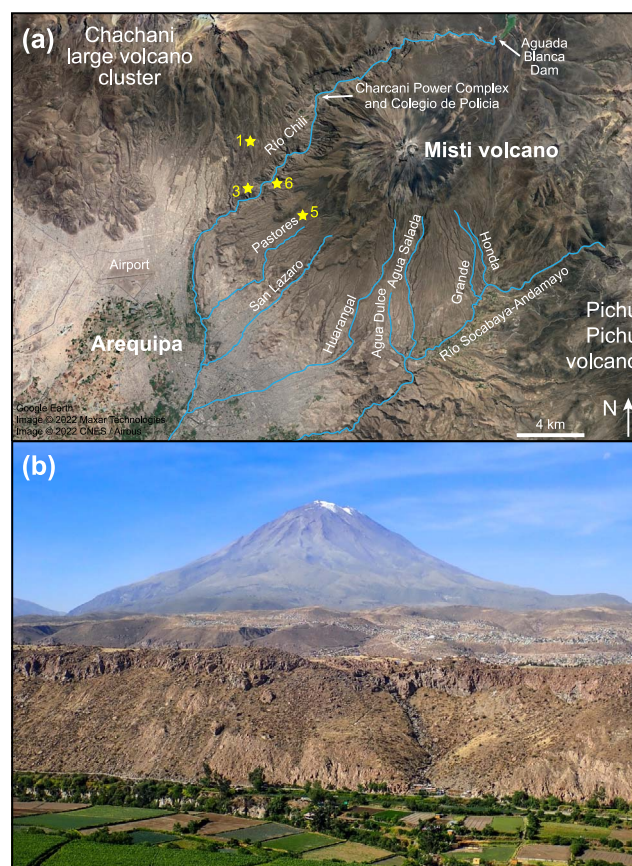 (a)
Chachani
large volcano
cluster
Aguada
Blanca
Dam
Charcani Power Complex
and Colegio de Policia
Río Chili
1
Misti volcano
3
6
5
Pastores
San Lazaro
Airport
Huarangal
Agua Dulce
Agua Salada
Grande
Honda
Río Socabaya-Andamayo
Pichu
Pichu
volcano
Arequipa
N
4 km
Google Earth
Image © 2022 Maxar Technologies
Image © 2022 CNES / Airbus
(b)